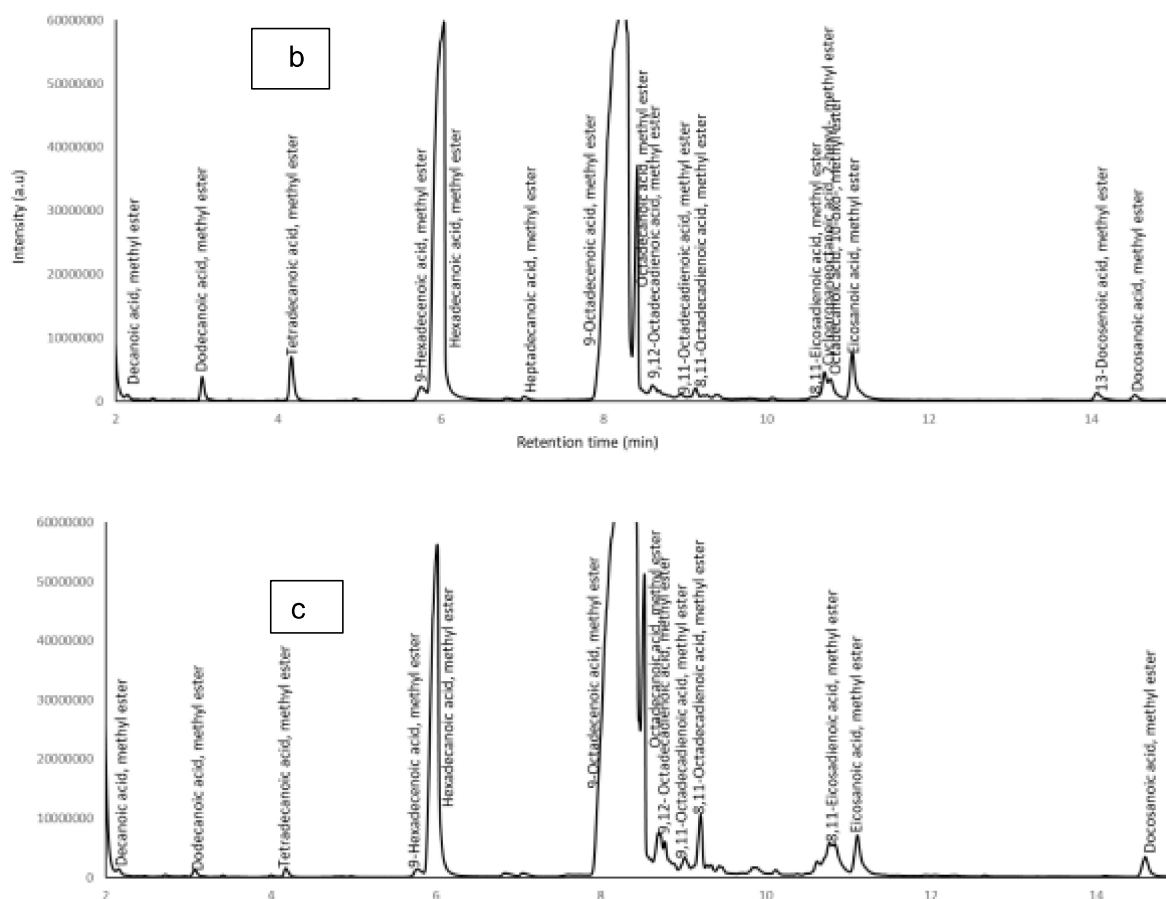 b
60000000
50000000
40000000
30000000
20000000
10000000
0
Intensity (a.u)
Decanoic acid, methyl ester
Dodecanoic acid, methyl ester
Tetradecanoic acid, methyl ester
9-Hexadecenoic acid, methyl ester
Hexadecanoic acid, methyl ester
Heptadecanoic acid, methyl ester
9-Octadecenoic acid, methyl ester
Octadecanoic acid, methyl ester
9,12-Octadecadienoic acid, methyl ester
9,11-Octadecadienoic acid, methyl ester
8,11-Octadecadienoic acid, methyl ester
8,11-Eicosadienoic acid, methyl ester
methyl ester
Octadecanoic acid, methyl ester
Eicosanoic acid, methyl ester
13-Docosenoic acid, methyl ester
Docosanoic acid, methyl ester
2 4 6 8 10 12 14
Retention time (min)
c
60000000
50000000
40000000
30000000
20000000
10000000
0
Decanoic acid, methyl ester
Dodecanoic acid, methyl ester
Tetradecanoic acid, methyl ester
9-Hexadecenoic acid, methyl ester
Hexadecanoic acid, methyl ester
9-Octadecenoic acid, methyl ester
Octadecanoic acid, methyl ester
9,12- Octadecadienoic acid, methyl ester
9,11-Octadecadienoic acid, methyl ester
8,11-Octadecadienoic acid, methyl ester
8,11-Eicosadienoic acid, methyl ester
Eicosanoic acid, methyl ester
Docosanoic acid, methyl ester
2 4 6 8 10 12 14